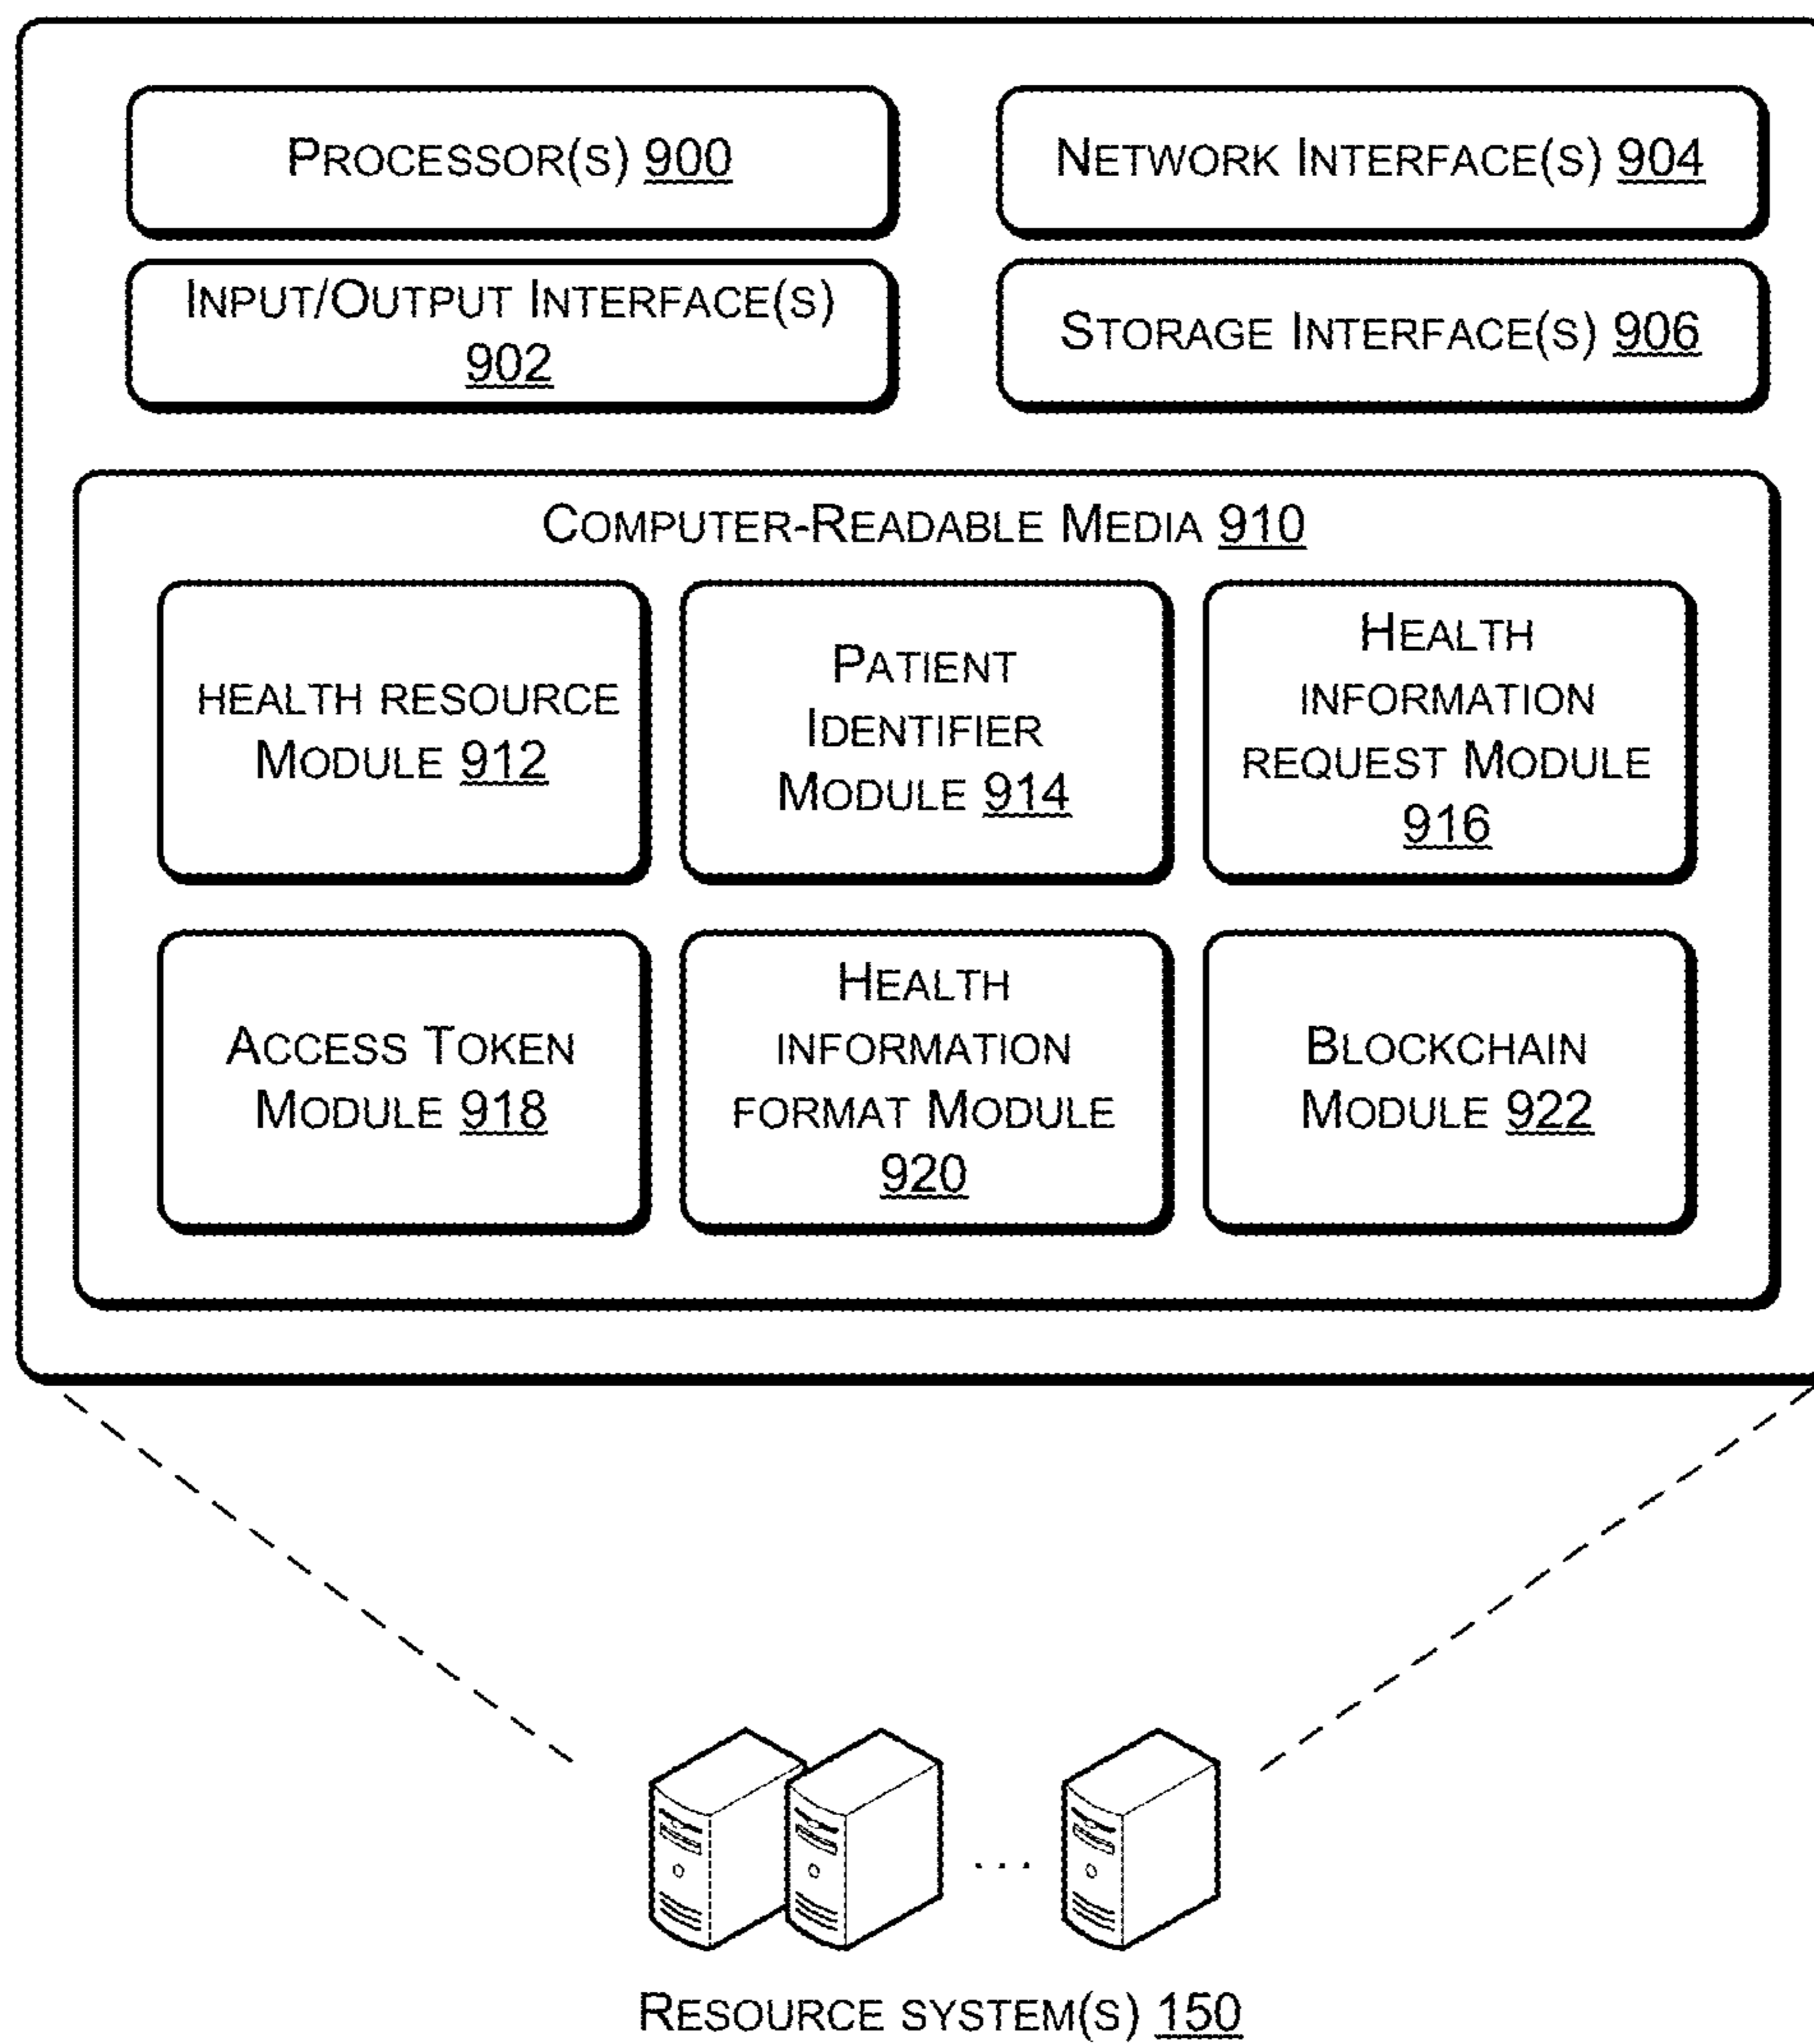 PROCESSOR(S) 900
NETWORK INTERFACE(S) 904
INPUT/OUTPUT INTERFACE(S)
902
STORAGE INTERFACE(S) 906
COMPUTER-READABLE MEDIA 910
HEALTH RESOURCE
MODULE 912
PATIENT
IDENTIFIER
MODULE 914
HEALTH
INFORMATION
REQUEST MODULE
916
ACCESS TOKEN
MODULE 918
HEALTH
INFORMATION
FORMAT MODULE
920
BLOCKCHAIN
MODULE 922
...
RESOURCE SYSTEM(S) 150